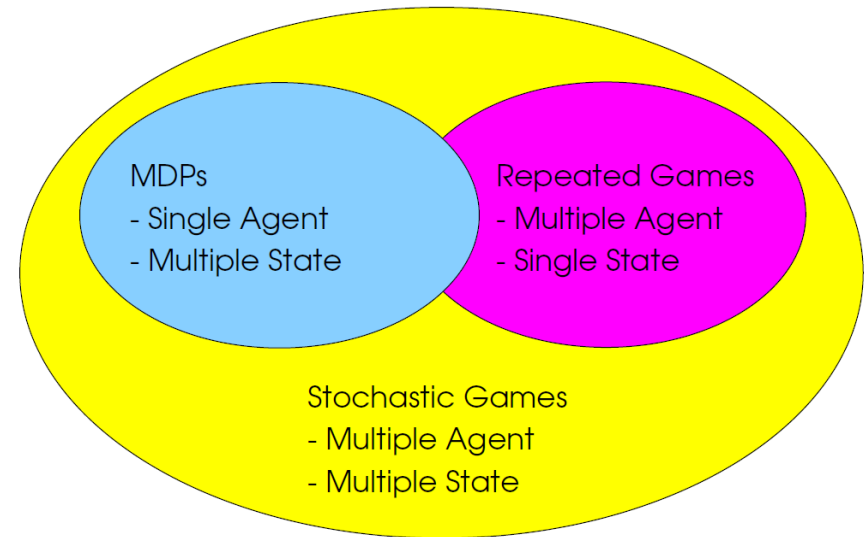 MDPs
- Single Agent
- Multiple State
Repeated Games
- Multiple Agent
- Single State
Stochastic Games
- Multiple Agent
- Multiple State